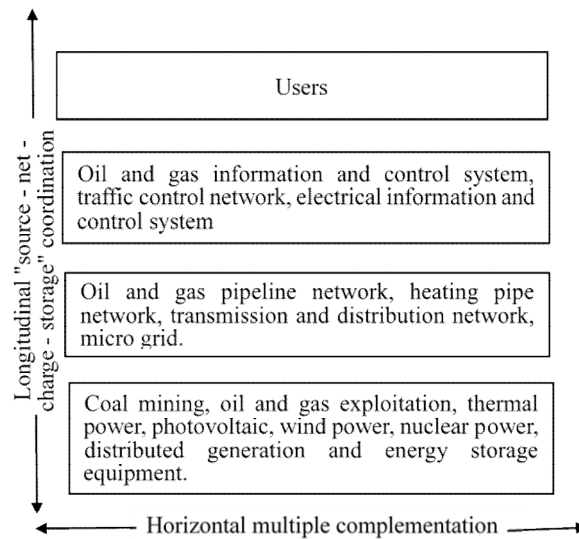 Users
Oil and gas information and control system,
traffic control network, electrical information and
control system
Oil and gas pipeline network, heating pipe
network, transmission and distribution network,
micro grid.
Coal mining, oil and gas exploitation, thermal
power, photovoltaic, wind power, nuclear power,
distributed generation and energy storage
equipment.
Longitudinal "source - net -
charge - storage" coordination
Horizontal multiple complementation